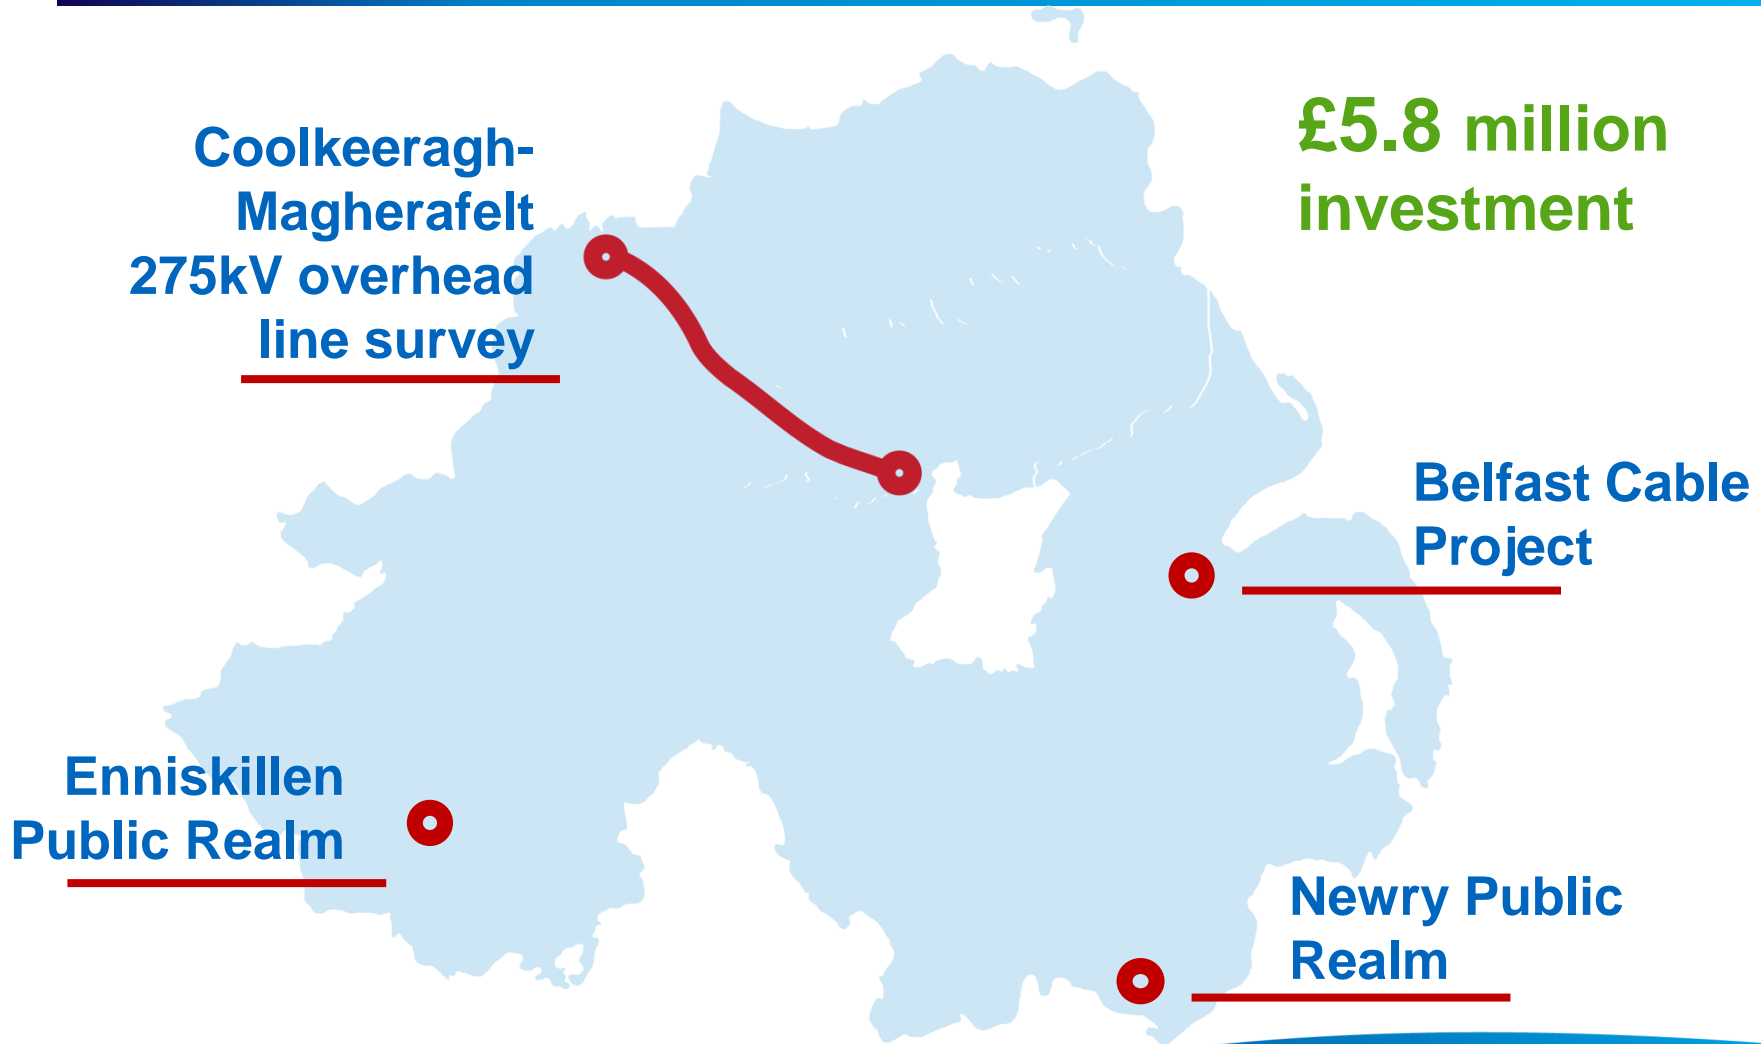 £5.8 million
investment
Coolkeeragh-
Magherafelt
275kV overhead
line survey
Belfast Cable
Project
Enniskillen
Public Realm
Newry Public
Realm